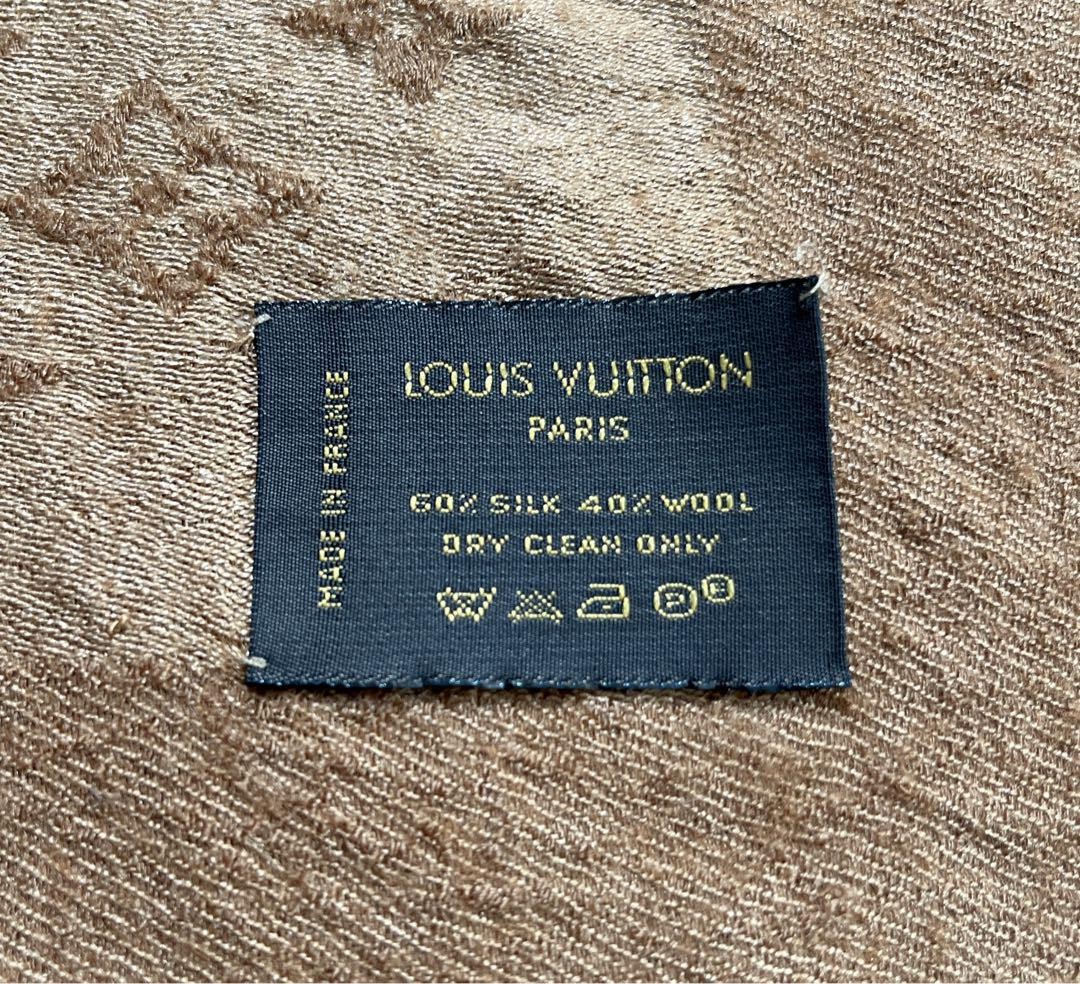 MADE IN FRANCE
LOUIS VUITTON
PARIS
60% SILK 40% WOOL
DRY CLEAN ONLY